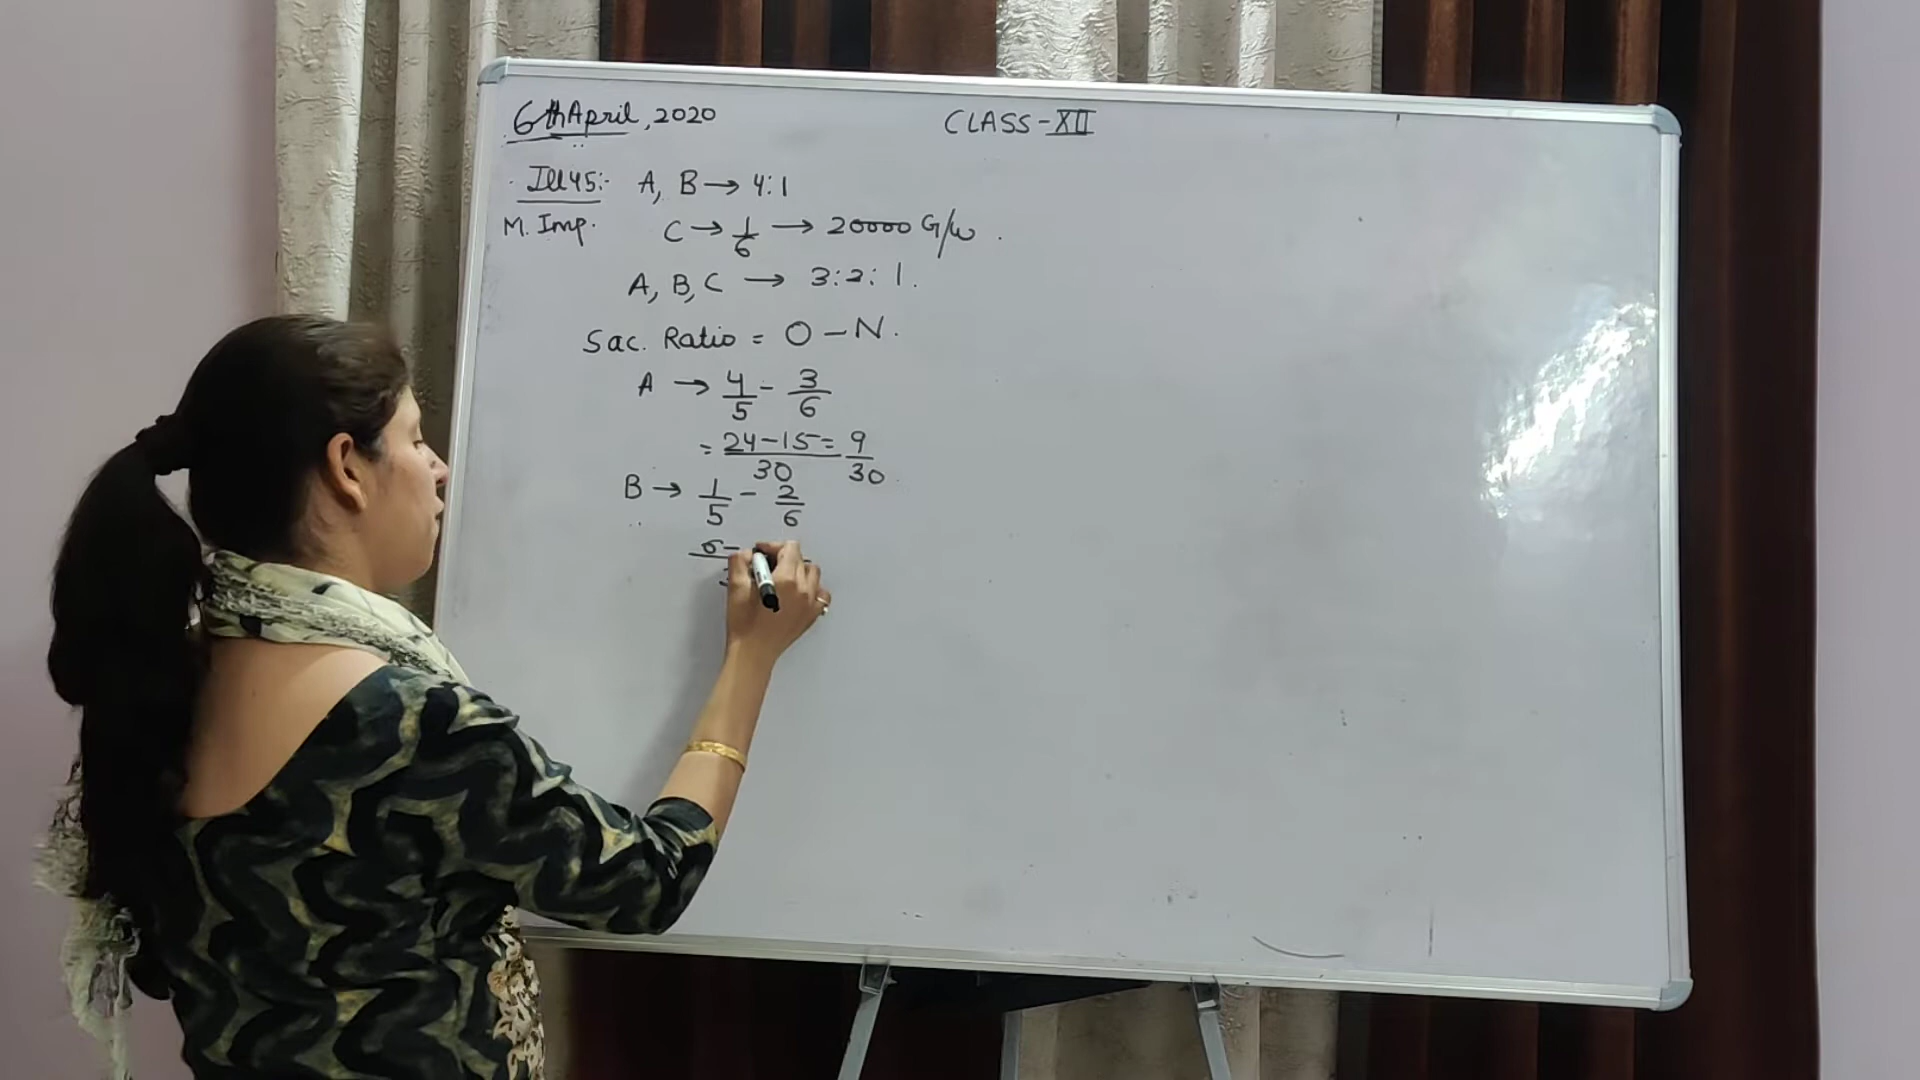 6th April, 2020
CLASS - XII
Ill 45:- A, B → 4:1
M. Imp. C → 1/6 → 20000 G/w.
A, B, C → 3:2:1.
Sac. Ratio = O - N.
A → 4/5 - 3/6
= 24-15/30 = 9/30
B → 1/5 - 2/6
6-